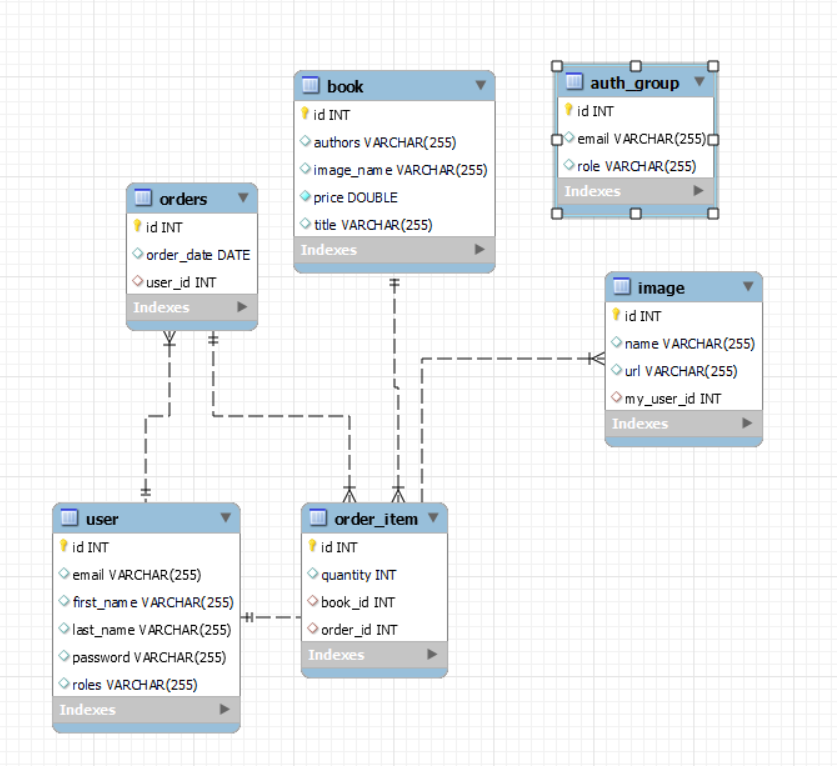 book
id INT
authors VARCHAR(255)
image_name VARCHAR(255)
price DOUBLE
title VARCHAR(255)
Indexes
auth_group
id INT
email VARCHAR(255)
role VARCHAR(255)
Indexes
orders
id INT
order_date DATE
user_id INT
Indexes
image
id INT
name VARCHAR(255)
url VARCHAR(255)
my_user_id INT
Indexes
user
id INT
email VARCHAR(255)
first_name VARCHAR(255)
last_name VARCHAR(255)
password VARCHAR(255)
roles VARCHAR(255)
Indexes
order_item
id INT
quantity INT
book_id INT
order_id INT
Indexes